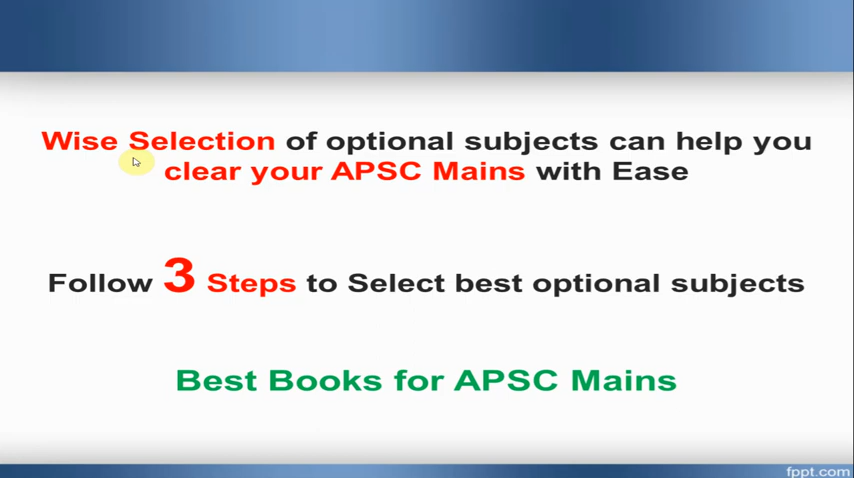 Wise Selection of optional subjects can help you
clear your APSC Mains with Ease
Follow 3 Steps to Select best optional subjects
Best Books for APSC Mains
fppt.com